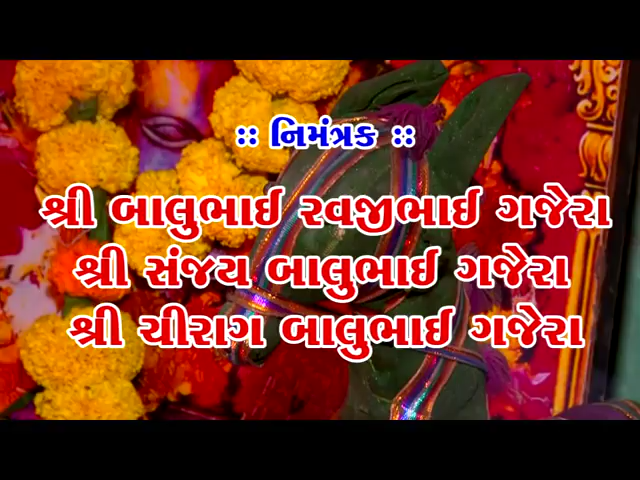 :: નિમંત્રક ::
શ્રી બાલુભાઈ રવજીભાઈ ગજેરા
શ્રી સંજય બાલુભાઈ ગજેરા
શ્રી ચીરાગ બાલુભાઈ ગજેરા